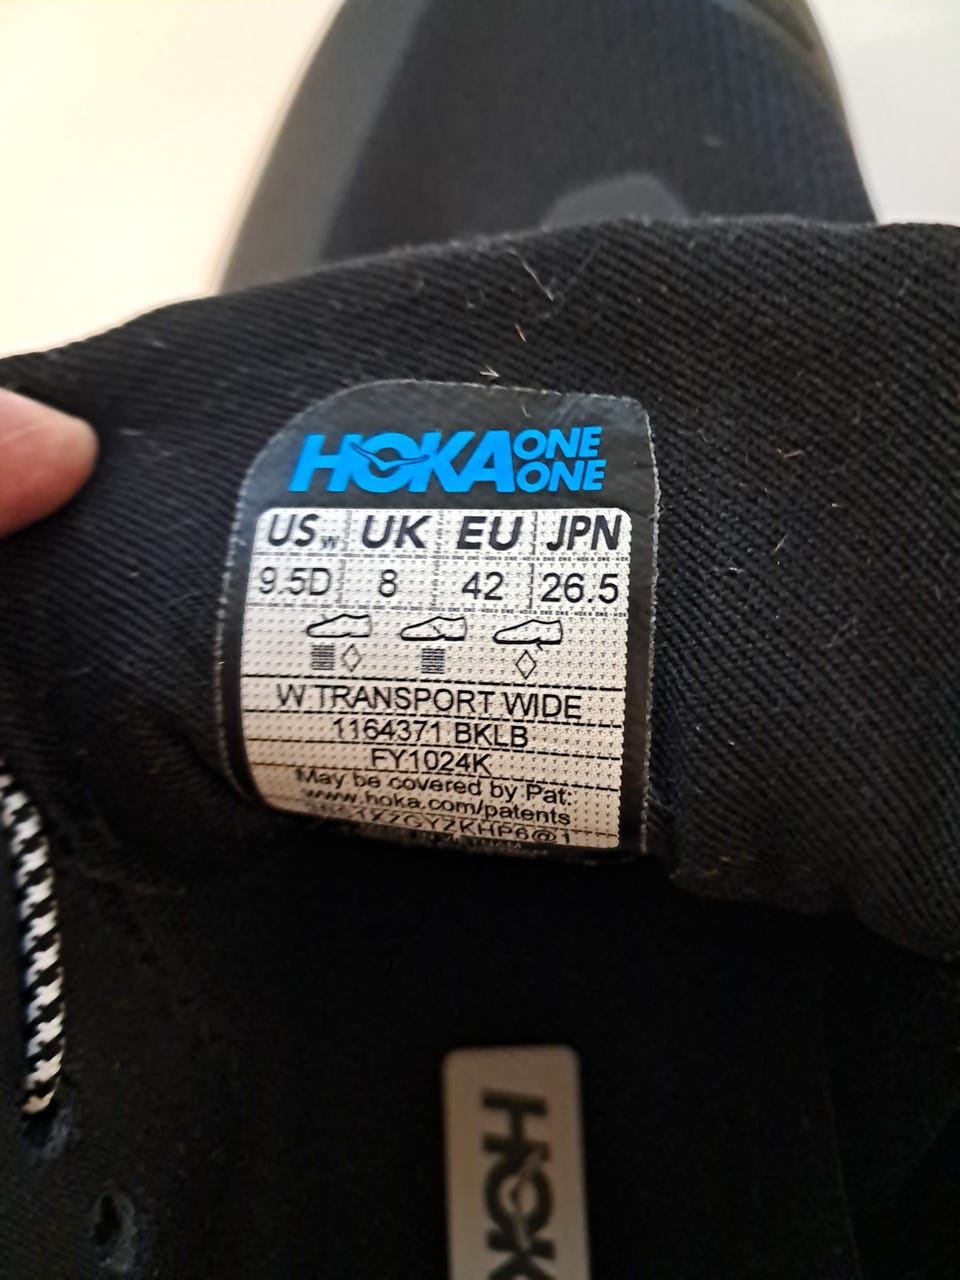 HOKA ONE ONE
US W UK EU JPN
9.5D 8 42 26.5
W TRANSPORT WIDE
1164371 BKLB
FY1024K
May be covered by Pat:
www.hoka.com/patents
HOKA